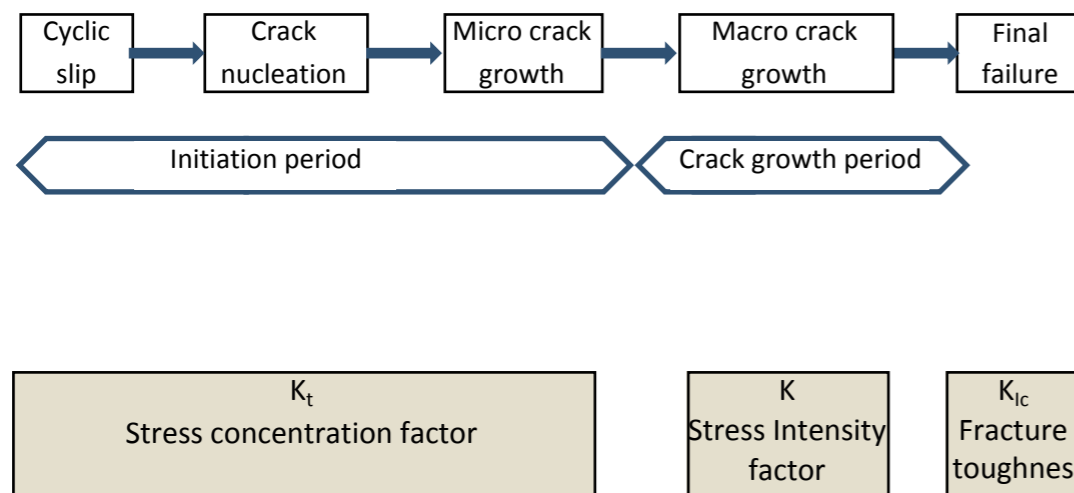 Cyclic
slip
Crack
nucleation
Micro crack
growth
Macro crack
growth
Final
failure
Initiation period
Crack growth period
Kt
Stress concentration factor
K
Stress Intensity
factor
KIc
Fracture
toughnes